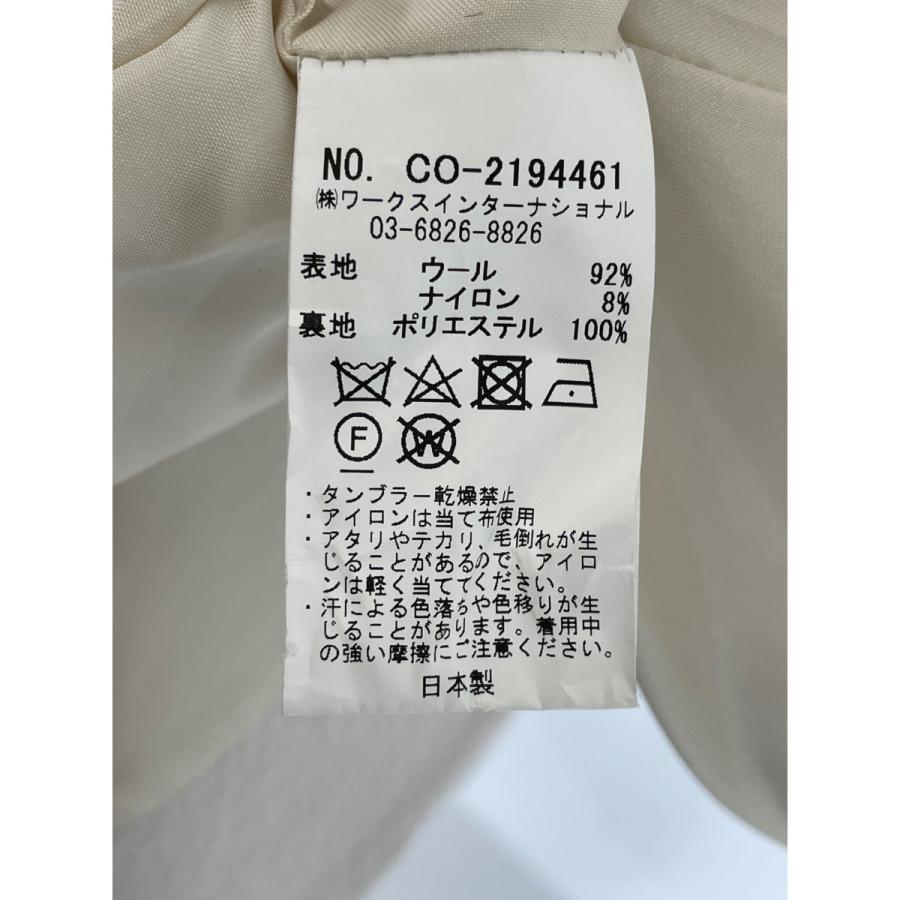 NO. CO-2194461
㈱ワークスインターナショナル
03-6826-8826
表地 ウール 92%
ナイロン 8%
裏地 ポリエステル 100%
F W
・タンブラー乾燥禁止
・アイロンは当て布使用
・アタリやテカリ、毛倒れが生
じることがあるので、アイロ
ンは軽く当ててください。
・汗による色落ちや色移りが生
じることがあります。着用中
の強い摩擦にご注意ください。
日本製